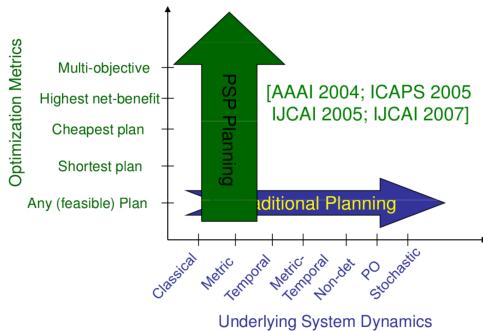 Optimization Metrics
Multi-objective
Highest net-benefit
Cheapest plan
Shortest plan
Any (feasible) Plan
PSP Planning
[AAAI 2004; ICAPS 2005
IJCAI 2005; IJCAI 2007]
aditional Planning
Classical
Metric
Temporal
Metric-
Temporal
Non-det
PO
Stochastic
Underlying System Dynamics